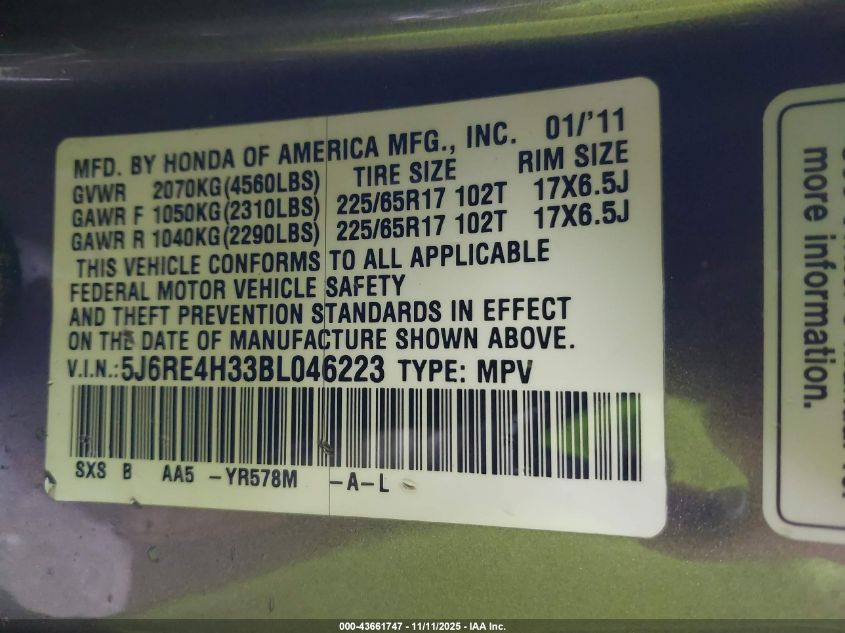 MFD. BY HONDA OF AMERICA MFG., INC. 01/'11
GVWR 2070KG(4560LBS) TIRE SIZE RIM SIZE
GAWR F 1050KG(2310LBS) 225/65R17 102T 17X6.5J
GAWR R 1040KG(2290LBS) 225/65R17 102T 17X6.5J
THIS VEHICLE CONFORMS TO ALL APPLICABLE
FEDERAL MOTOR VEHICLE SAFETY
AND THEFT PREVENTION STANDARDS IN EFFECT
ON THE DATE OF MANUFACTURE SHOWN ABOVE.
V.I.N.:5J6RE4H33BL046223 TYPE: MPV
SXS B AA5 -YR578M -A-L
more information.
000-43661747 - 11/11/2025 - IAA Inc.